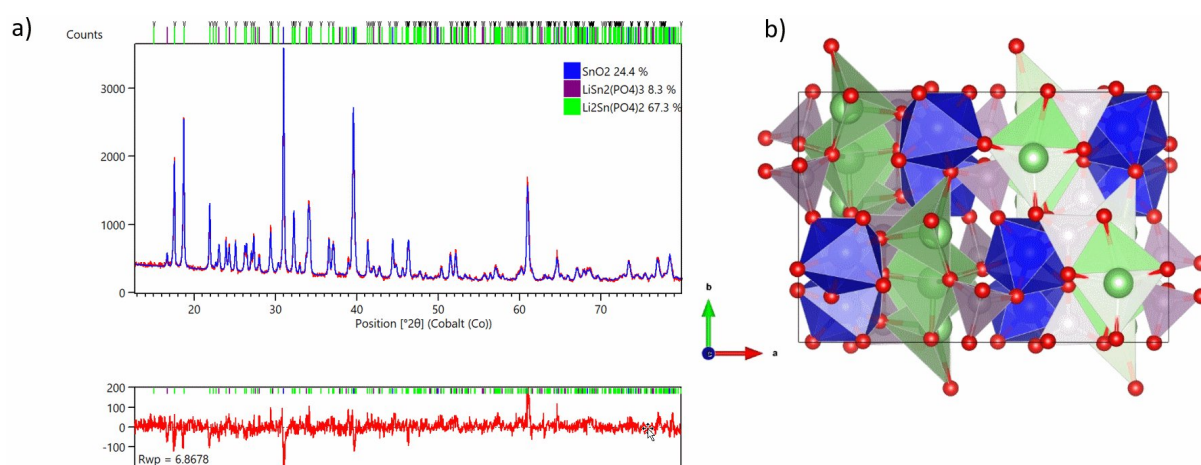 a)
Counts
SnO2 24.4 %
LiSn2(PO4)3 8.3 %
Li2Sn(PO4)2 67.3 %
3000
2000
1000
0
20
30
40
50
60
70
Position [°2θ] (Cobalt (Co))
200
100
0
-100
Rwp = 6.8678
b)
b
a